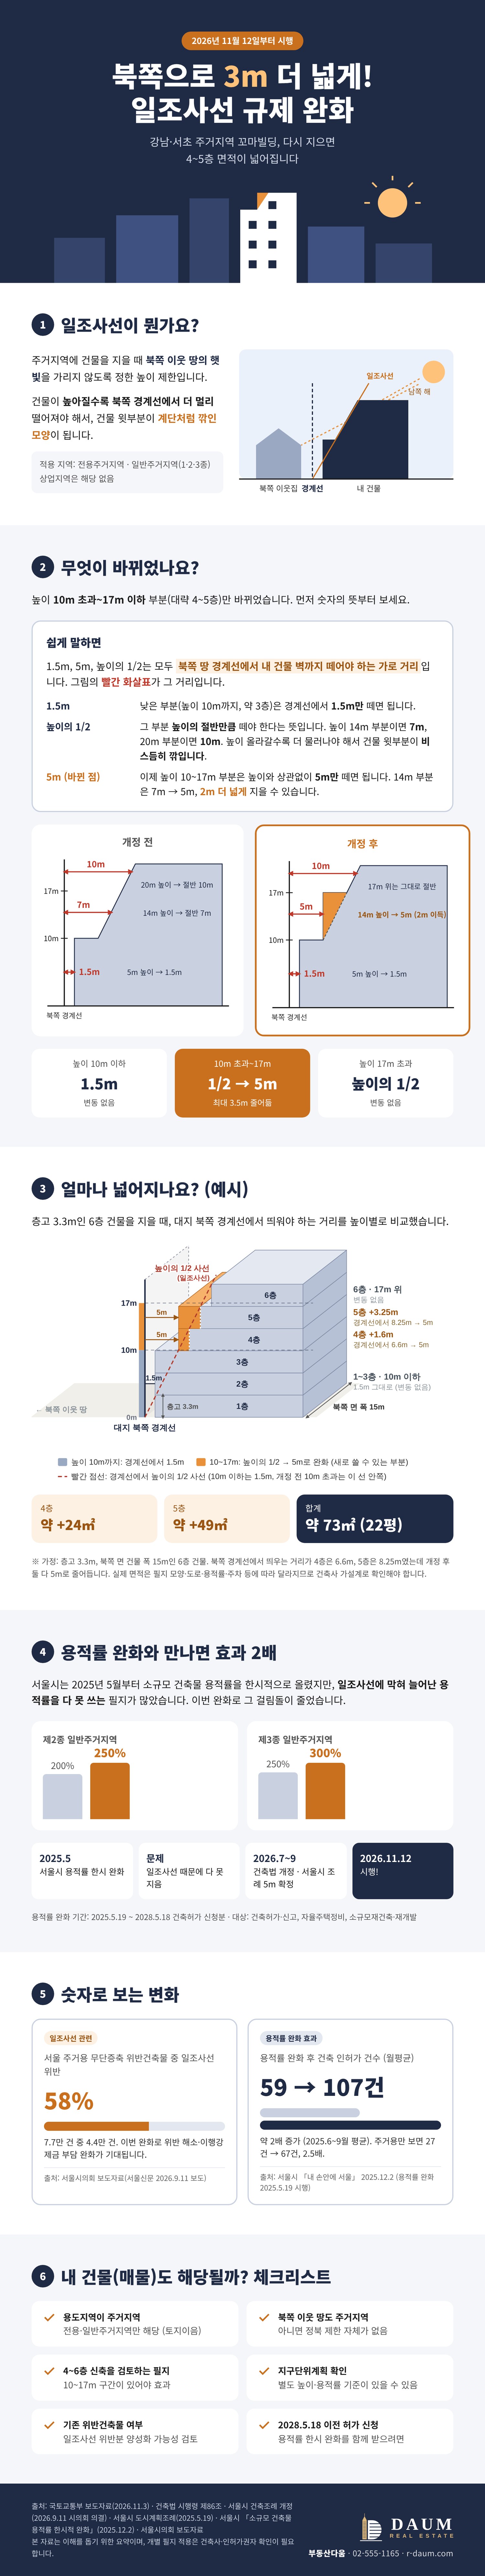 2026년 11월 12일부터 시행
북쪽으로 3m 더 넓게!
일조사선 규제 완화
강남·서초 주거지역 꼬마빌딩, 다시 지으면
4~5층 면적이 넓어집니다
1 일조사선이 뭔가요?
주거지역에 건물을 지을 때 북쪽 이웃 땅의 햇
빛을 가리지 않도록 정한 높이 제한입니다.
건물이 높아질수록 북쪽 경계선에서 더 멀리
떨어져야 해서, 건물 윗부분이 계단처럼 깎인
모양이 됩니다.
적용 지역: 전용주거지역 · 일반주거지역(1·2·3종)
상업지역은 해당 없음
일조사선
남쪽 해
북쪽 이웃집 경계선 내 건물
2 무엇이 바뀌었나요?
높이 10m 초과~17m 이하 부분(대략 4~5층)만 바뀌었습니다. 먼저 숫자의 뜻부터 보세요.
쉽게 말하면
1.5m, 5m, 높이의 1/2는 모두 북쪽 땅 경계선에서 내 건물 벽까지 떼어야 하는 가로 거리입
니다. 그림의 빨간 화살표가 그 거리입니다.
1.5m 낮은 부분(높이 10m까지, 약 3층)은 경계선에서 1.5m만 떼면 됩니다.
높이의 1/2 그 부분 높이의 절반만큼 떼야 한다는 뜻입니다. 높이 14m 부분이면 7m,
20m 부분이면 10m. 높이 올라갈수록 더 물러나야 해서 건물 윗부분이 비
스듬히 깎입니다.
5m (바뀐 점) 이제 높이 10~17m 부분은 높이와 상관없이 5m만 떼면 됩니다. 14m 부분
은 7m → 5m, 2m 더 넓게 지을 수 있습니다.
개정 전
10m
20m 높이 → 절반 10m
17m
7m
14m 높이 → 절반 7m
10m
1.5m
5m 높이 → 1.5m
북쪽 경계선
개정 후
10m
17m 위는 그대로 절반
17m
5m
14m 높이 → 5m (2m 이득)
10m
1.5m
5m 높이 → 1.5m
북쪽 경계선
높이 10m 이하
1.5m
변동 없음
10m 초과~17m
1/2 → 5m
최대 3.5m 줄어듦
높이 17m 초과
높이의 1/2
변동 없음
3 얼마나 넓어지나요? (예시)
층고 3.3m인 6층 건물을 지을 때, 대지 북쪽 경계선에서 띄워야 하는 거리를 높이별로 비교했습니다.
높이의 1/2 사선
(일조사선)
17m
5m
5m
10m
1.5m
0m
층고 3.3m
6층
5층
4층
3층
2층
1층
← 북쪽 이웃 땅
대지 북쪽 경계선
6층 · 17m 위
변동 없음
5층 +3.25m
경계선에서 8.25m → 5m
4층 +1.6m
경계선에서 6.6m → 5m
1~3층 · 10m 이하
1.5m 그대로 (변동 없음)
북쪽 면 폭 15m
높이 10m까지: 경계선에서 1.5m
10~17m: 높이의 1/2 → 5m로 완화 (새로 쓸 수 있는 부분)
빨간 점선: 경계선에서 높이의 1/2 사선 (10m 이하는 1.5m, 개정 전 10m 초과는 이 선 안쪽)
4층
약 +24㎡
5층
약 +49㎡
합계
약 73㎡ (22평)
※ 가정: 층고 3.3m, 북쪽 면 건물 폭 15m인 6층 건물. 북쪽 경계선에서 띄우는 거리가 4층은 6.6m, 5층은 8.25m였는데 개정 후
둘 다 5m로 줄어듭니다. 실제 면적은 필지 모양·도로·용적률·주차 등에 따라 달라지므로 건축사 가설계로 확인해야 합니다.
4 용적률 완화와 만나면 효과 2배
서울시는 2025년 5월부터 소규모 건축물 용적률을 한시적으로 올렸지만, 일조사선에 막혀 늘어난 용
적률을 다 못 쓰는 필지가 많았습니다. 이번 완화로 그 걸림돌이 줄었습니다.
제2종 일반주거지역
200%
250%
제3종 일반주거지역
250%
300%
2025.5
서울시 용적률 한시 완화
문제
일조사선 때문에 다 못
지음
2026.7~9
건축법 개정 · 서울시 조
례 5m 확정
2026.11.12
시행!
용적률 완화 기간: 2025.5.19 ~ 2028.5.18 건축허가 신청분 · 대상: 건축허가·신고, 자율주택정비, 소규모재건축·재개발
5 숫자로 보는 변화
일조사선 관련
서울 주거용 무단증축 위반건축물 중 일조사선
위반
58%
7.7만 건 중 4.4만 건. 이번 완화로 위반 해소·이행강
제금 부담 완화가 기대됩니다.
출처: 서울시의회 보도자료(서울신문 2026.9.11 보도)
용적률 완화 효과
용적률 완화 후 건축 인허가 건수 (월평균)
59 → 107건
약 2배 증가 (2025.6~9월 평균). 주거용만 보면 27
건 → 67건, 2.5배.
출처: 서울시 「내 손안에 서울」 2025.12.2 (용적률 완화
2025.5.19 시행)
6 내 건물(매물)도 해당될까? 체크리스트
용도지역이 주거지역
전용·일반주거지역만 해당 (토지이음)
북쪽 이웃 땅도 주거지역
아니면 정북 제한 자체가 없음
4~6층 신축을 검토하는 필지
10~17m 구간이 있어야 효과
지구단위계획 확인
별도 높이·용적률 기준이 있을 수 있음
기존 위반건축물 여부
일조사선 위반분 양성화 가능성 검토
2028.5.18 이전 허가 신청
용적률 한시 완화를 함께 받으려면
출처: 국토교통부 보도자료(2026.11.3) · 건축법 시행령 제86조 · 서울시 건축조례 개정
(2026.9.11 시의회 의결) · 서울시 도시계획조례(2025.5.19) · 서울시 「소규모 건축물
용적률 한시적 완화」(2025.12.2) · 서울시의회 보도자료
본 자료는 이해를 돕기 위한 요약이며, 개별 필지 적용은 건축사·인허가권자 확인이 필요
합니다.
DAUM
REAL ESTATE
부동산다움 · 02-555-1165 · r-daum.com